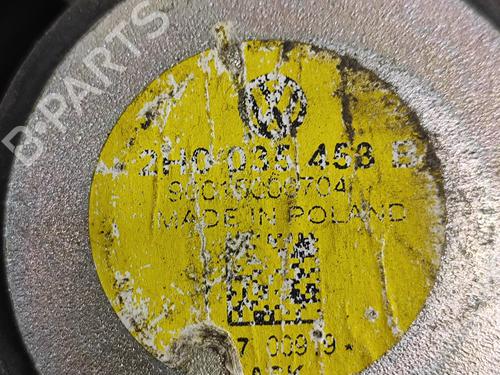 B-PARTS
2H0 035 453 B
MADE IN POLAND
7 00919